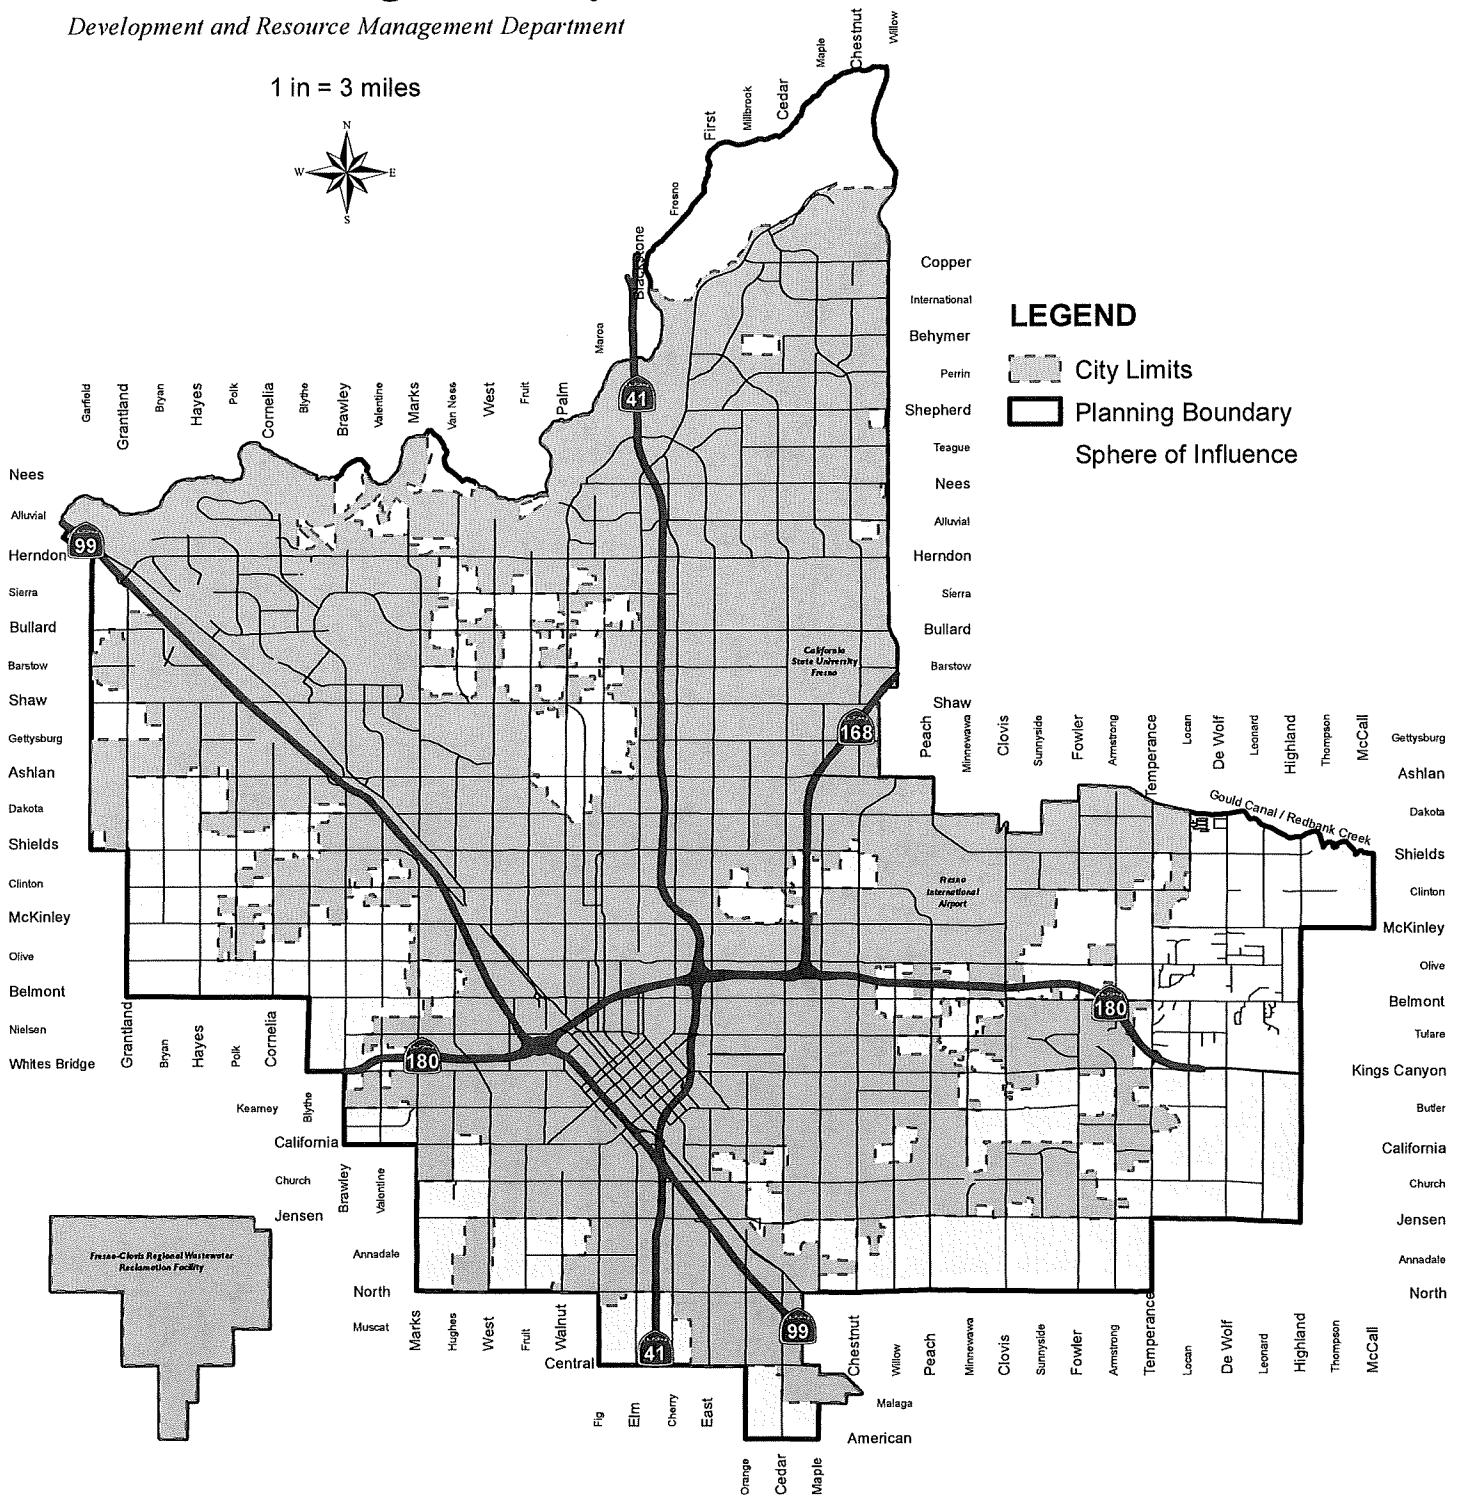 Development and Resource Management Department
1 in = 3 miles
N
W
E
S
Blackstone
Fresno
First
Millbrook
Cedar
Maple
Chestnut
Willow
Maroa
Copper
International
Behymer
Perrin
Shepherd
Teague
Nees
Alluvial
Herndon
Sierra
Bullard
Barstow
Shaw
LEGEND
City Limits
Planning Boundary
Sphere of Influence
Garfield
Grantland
Bryan
Hayes
Polk
Cornelia
Blythe
Brawley
Valentine
Marks
Van Ness
West
Fruit
Palm
41
99
168
180
180
41
99
Nees
Alluvial
Herndon
Sierra
Bullard
Barstow
Shaw
Gettysburg
Ashlan
Dakota
Shields
Clinton
McKinley
Olive
Belmont
Nielsen
Whites Bridge
California
State University
Fresno
Fresno
International
Airport
Peach
Minnewawa
Clovis
Sunnyside
Fowler
Armstrong
Temperance
Locan
De Wolf
Leonard
Highland
Thompson
McCall
Gould Canal / Redbank Creek
Gettysburg
Ashlan
Dakota
Shields
Clinton
McKinley
Olive
Belmont
Tulare
Kings Canyon
Butler
California
Church
Jensen
Annadale
North
Grantland
Bryan
Hayes
Polk
Cornelia
Kearney
Blythe
California
Church
Brawley
Valentine
Jensen
Annadale
North
Muscat
Fresno-Clovis Regional Wastewater
Reclamation Facility
Marks
Hughes
West
Fruit
Walnut
Central
Fig
Elm
Cherry
East
Orange
Cedar
Maple
Chestnut
Willow
Peach
Minnewawa
Clovis
Sunnyside
Fowler
Armstrong
Temperance
Locan
De Wolf
Leonard
Highland
Thompson
McCall
Malaga
American